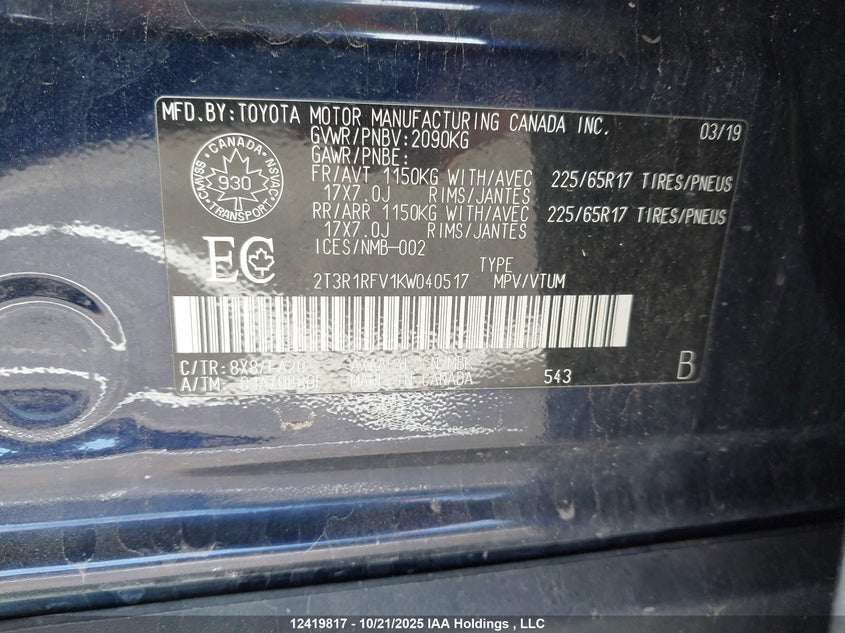 MFD.BY:TOYOTA MOTOR MANUFACTURING CANADA INC. 03/19
GVWR/PNBV:2090KG
GAWR/PNBE:
FR/AVT 1150KG WITH/AVEC 225/65R17 TIRES/PNEUS
17X7.0J RIMS/JANTES
RR/ARR 1150KG WITH/AVEC 225/65R17 TIRES/PNEUS
17X7.0J RIMS/JANTES
ICES/NMB-002
CANADA
CMVSS 930 NSVAC
TRANSPORT
EC
TYPE
2T3R1RFV1KW040517 MPV/VTUM
C/TR:8X8/
A/TM:
MADE IN CANADA 543 B
12419817 - 10/21/2025 IAA Holdings , LLC